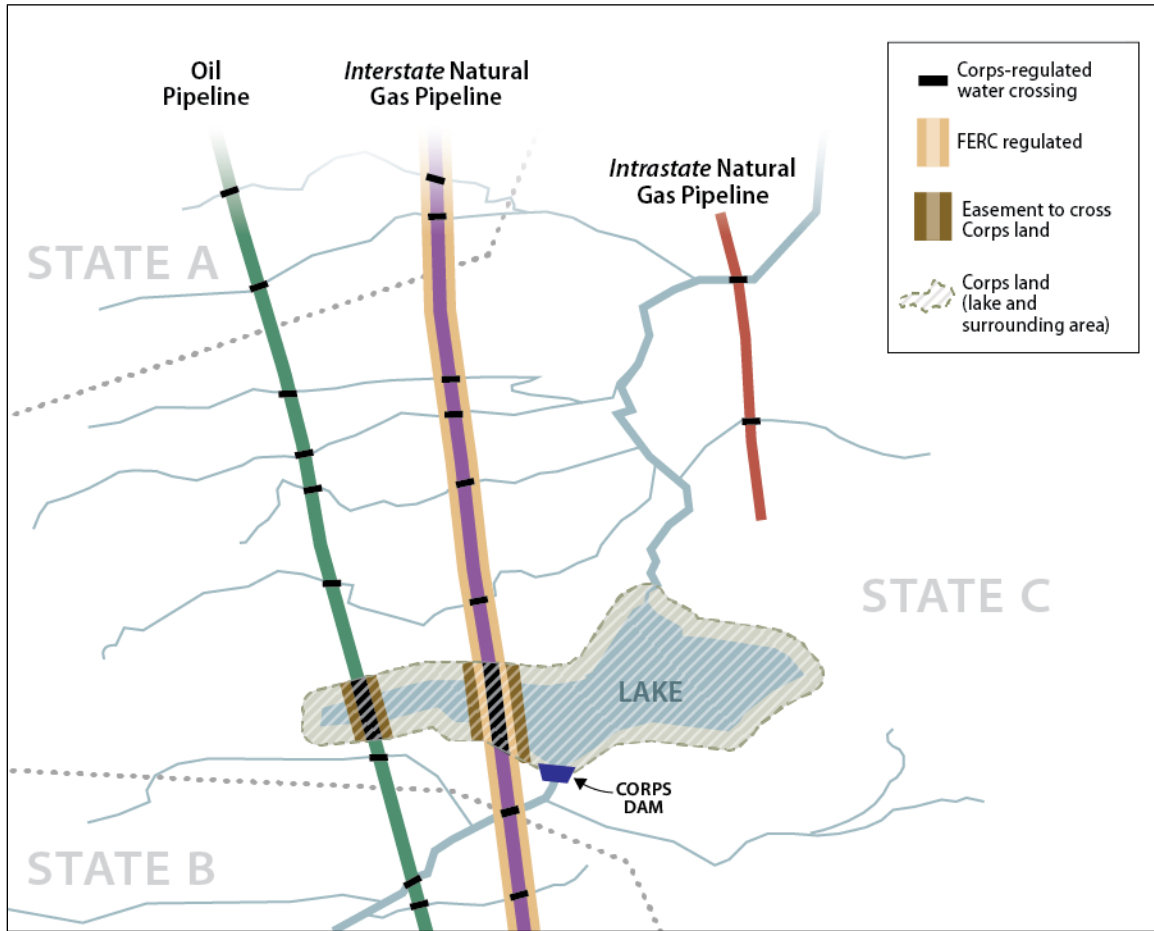 Oil
Pipeline
Interstate Natural
Gas Pipeline
Intrastate Natural
Gas Pipeline
Corps-regulated
water crossing
FERC regulated
Easement to cross
Corps land
Corps land
(lake and
surrounding area)
STATE A
STATE C
LAKE
CORPS
DAM
STATE B